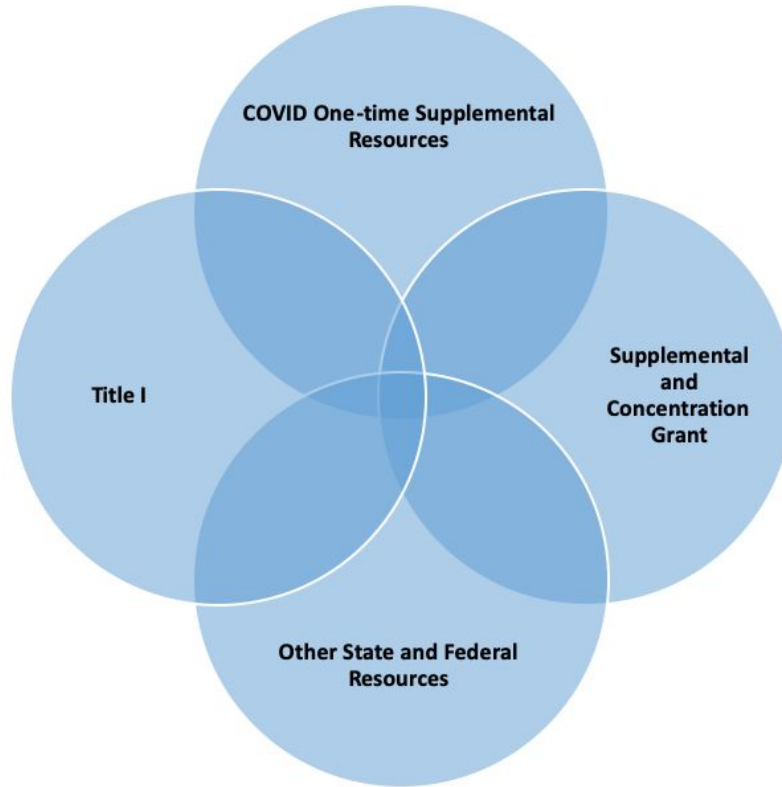 COVID One-time Supplemental
Resources
Title I
Supplemental
and
Concentration
Grant
Other State and Federal
Resources